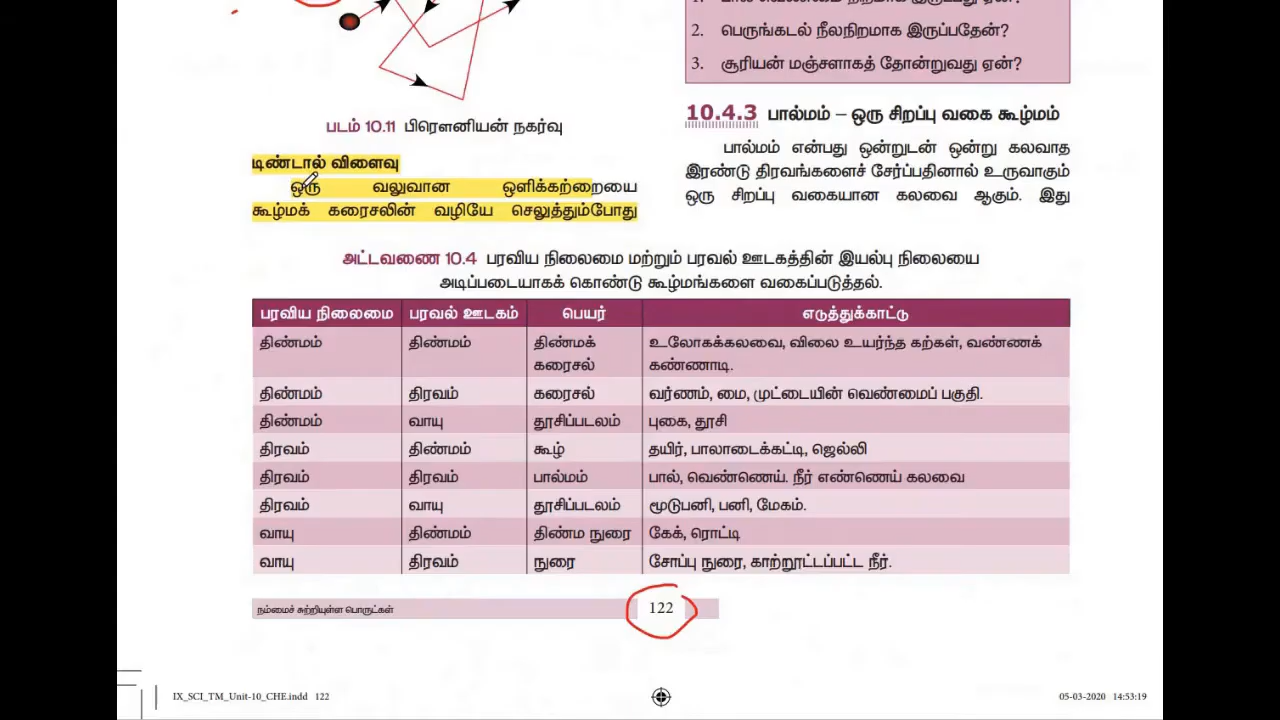 1. பால் வெண்மை நிறமாக இருப்பது ஏன்?
2. பெருங்கடல் நீலநிறமாக இருப்பதேன்?
3. சூரியன் மஞ்சளாகத் தோன்றுவது ஏன்?
படம் 10.11 பிரௌனியன் நகர்வு
டிண்டால் விளைவு
ஒரு வலுவான ஒளிக்கற்றையை
கூழ்மக் கரைசலின் வழியே செலுத்தும்போது
10.4.3 பால்மம் – ஒரு சிறப்பு வகை கூழ்மம்
பால்மம் என்பது ஒன்றுடன் ஒன்று கலவாத
இரண்டு திரவங்களைச் சேர்ப்பதினால் உருவாகும்
ஒரு சிறப்பு வகையான கலவை ஆகும். இது
அட்டவணை 10.4 பரவிய நிலைமை மற்றும் பரவல் ஊடகத்தின் இயல்பு நிலையை
அடிப்படையாகக் கொண்டு கூழ்மங்களை வகைப்படுத்தல்.
பரவிய நிலைமை பரவல் ஊடகம் பெயர் எடுத்துக்காட்டு
திண்மம் திண்மம் திண்மக் உலோகக்கலவை, விலை உயர்ந்த கற்கள், வண்ணக்
கரைசல் கண்ணாடி.
திண்மம் திரவம் கரைசல் வர்ணம், மை, முட்டையின் வெண்மைப் பகுதி.
திண்மம் வாயு தூசிப்படலம் புகை, தூசி
திரவம் திண்மம் கூழ் தயிர், பாலாடைக்கட்டி, ஜெல்லி
திரவம் திரவம் பால்மம் பால், வெண்ணெய். நீர் எண்ணெய் கலவை
திரவம் வாயு தூசிப்படலம் மூடுபனி, பனி, மேகம்.
வாயு திண்மம் திண்ம நுரை கேக், ரொட்டி
வாயு திரவம் நுரை சோப்பு நுரை, காற்றூட்டப்பட்ட நீர்.
நம்மைச் சுற்றியுள்ள பொருட்கள் 122
IX_SCI_TM_Unit-10_CHE.indd 122 05-03-2020 14:53:19